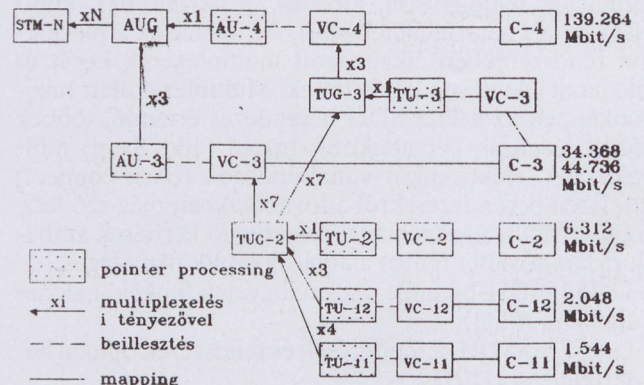 STM-N xN AUG x1 AU-4 VC-4 C-4 139.264
Mbit/s
x3 x3 TUG-3 x1 TU-3 VC-3
AU-3 VC-3 C-3 34.368
44.736
Mbit/s
x7 x7
TUG-2 x1 TU-2 VC-2 C-2 6.312
Mbit/s
pointer processing x3 TU-12 VC-12 C-12 2.048
Mbit/s
xi multiplexelés
i tényezővel x4
beillesztés TU-11 VC-11 C-11 1.544
Mbit/s
mapping